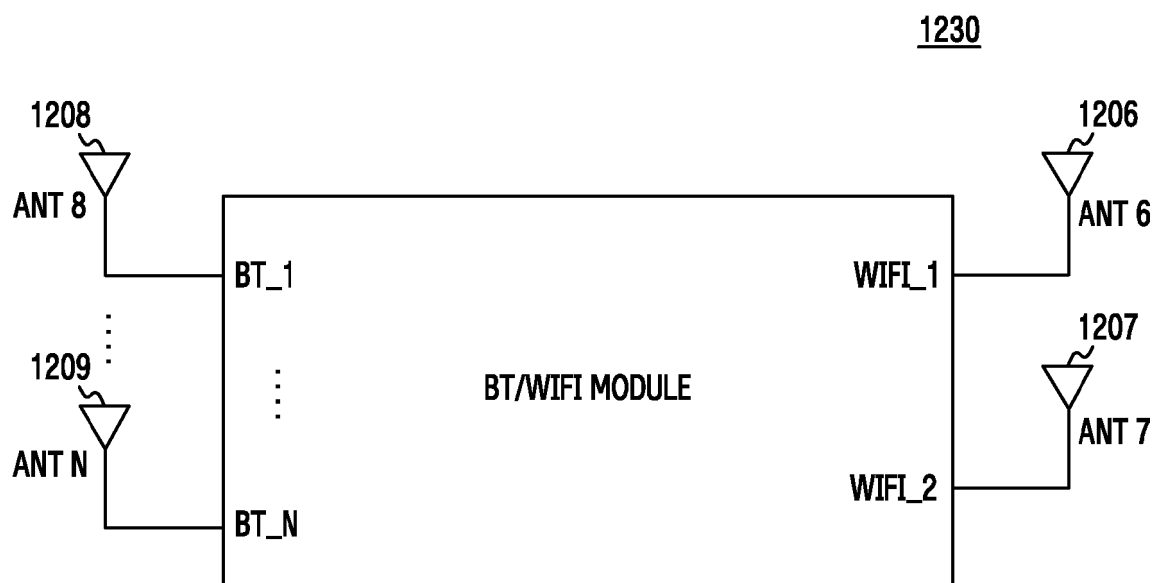 1230
1208
1206
ANT 8
ANT 6
BT_1
WIFI_1
1209
1207
BT/WIFI MODULE
ANT N
ANT 7
WIFI_2
BT_N